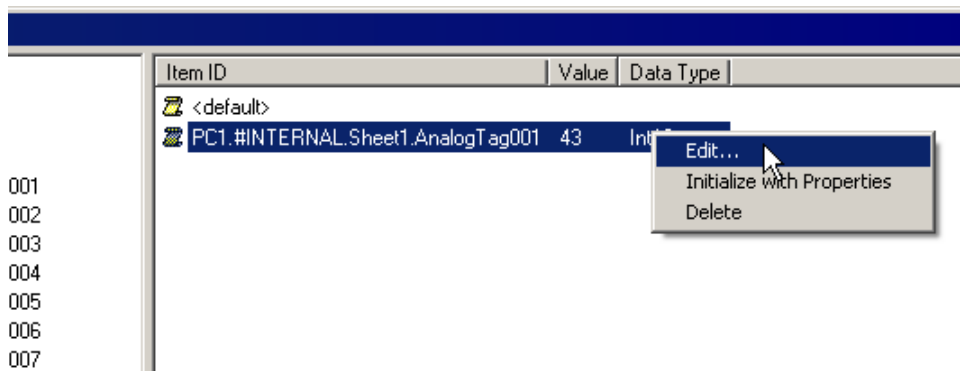 Item ID Value Data Type
<default>
PC1.#INTERNAL.Sheet1.AnalogTag001 43
Edit...
Initialize with Properties
Delete
001
002
003
004
005
006
007